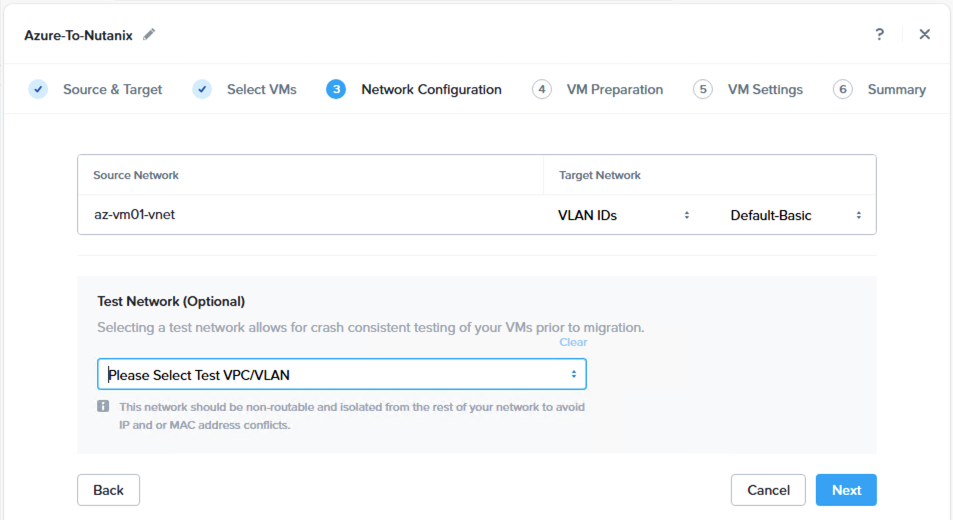 Azure-To-Nutanix
?
Source & Target
Select VMs
3 Network Configuration
4 VM Preparation
5 VM Settings
6 Summary
Source Network
Target Network
az-vm01-vnet
VLAN IDs
Default-Basic
Test Network (Optional)
Selecting a test network allows for crash consistent testing of your VMs prior to migration.
Clear
Please Select Test VPC/VLAN
This network should be non-routable and isolated from the rest of your network to avoid
IP and or MAC address conflicts.
Back
Cancel
Next